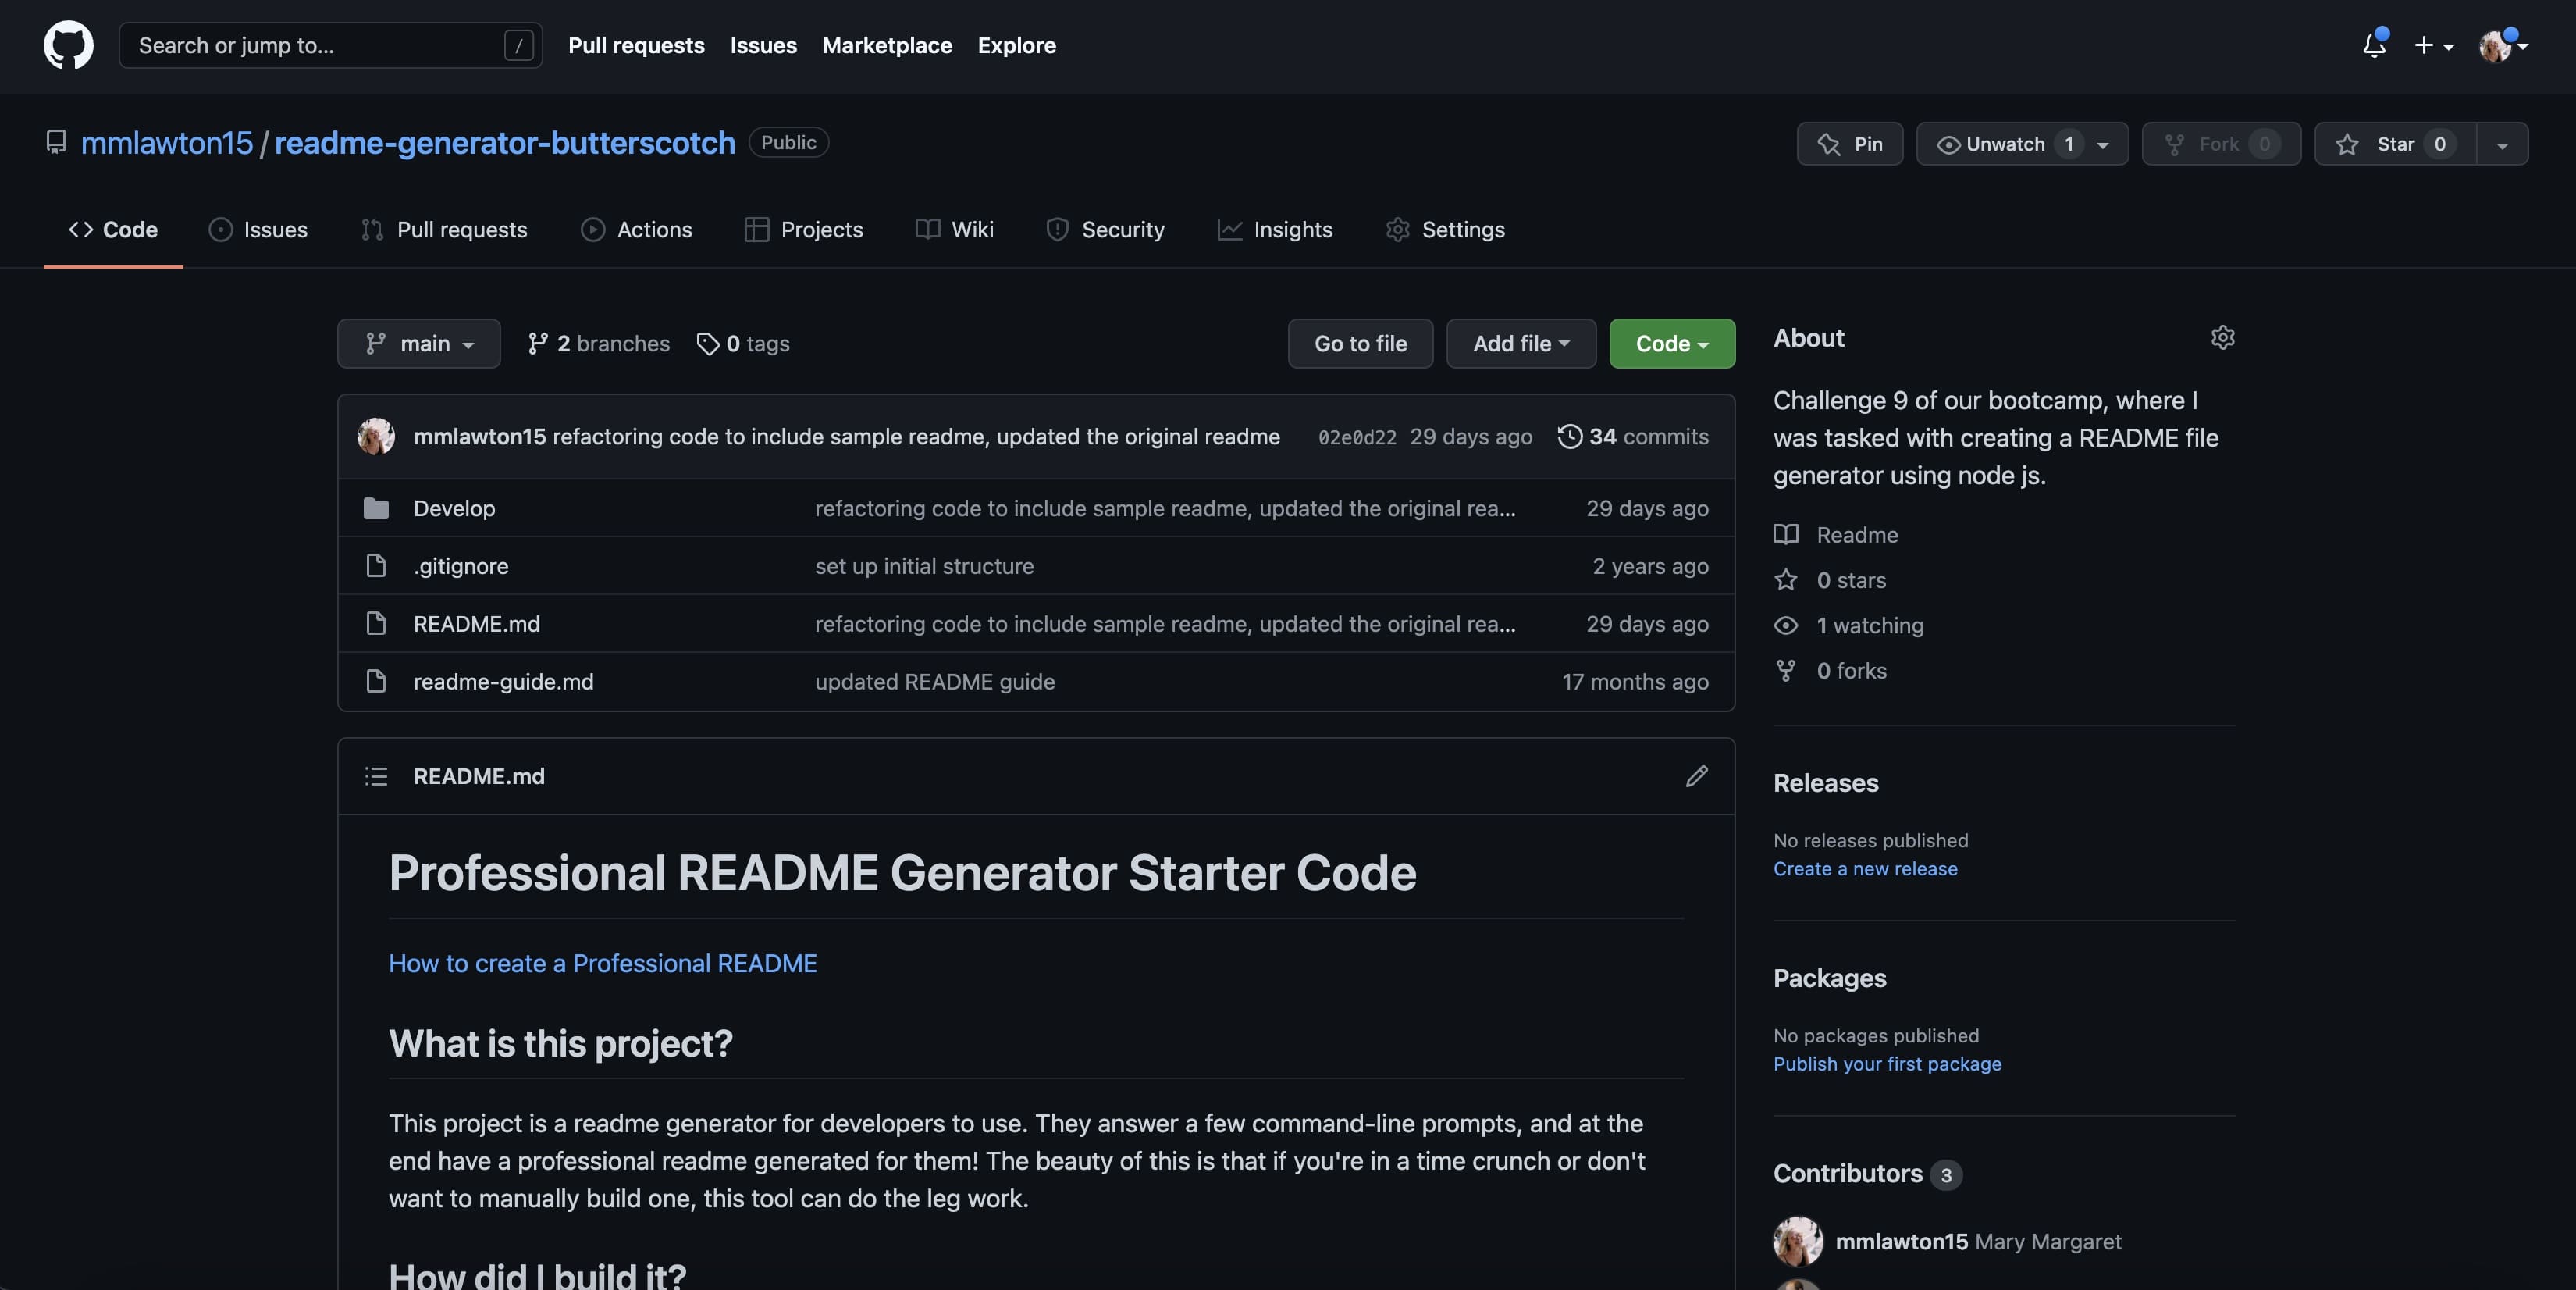 Search or jump to... /
Pull requests Issues Marketplace Explore
mmlawton15 / readme-generator-butterscotch Public
Pin Unwatch 1 Fork 0 Star 0
Code Issues Pull requests Actions Projects Wiki Security Insights Settings
main 2 branches 0 tags Go to file Add file Code
mmlawton15 refactoring code to include sample readme, updated the original readme 02e0d22 29 days ago 34 commits
Develop refactoring code to include sample readme, updated the original rea... 29 days ago
.gitignore set up initial structure 2 years ago
README.md refactoring code to include sample readme, updated the original rea... 29 days ago
readme-guide.md updated README guide 17 months ago
README.md
Professional README Generator Starter Code
How to create a Professional README
What is this project?
This project is a readme generator for developers to use. They answer a few command-line prompts, and at the
end have a professional readme generated for them! The beauty of this is that if you're in a time crunch or don't
want to manually build one, this tool can do the leg work.
How did I build it?
About
Challenge 9 of our bootcamp, where I
was tasked with creating a README file
generator using node js.
Readme
0 stars
1 watching
0 forks
Releases
No releases published
Create a new release
Packages
No packages published
Publish your first package
Contributors 3
mmlawton15 Mary Margaret